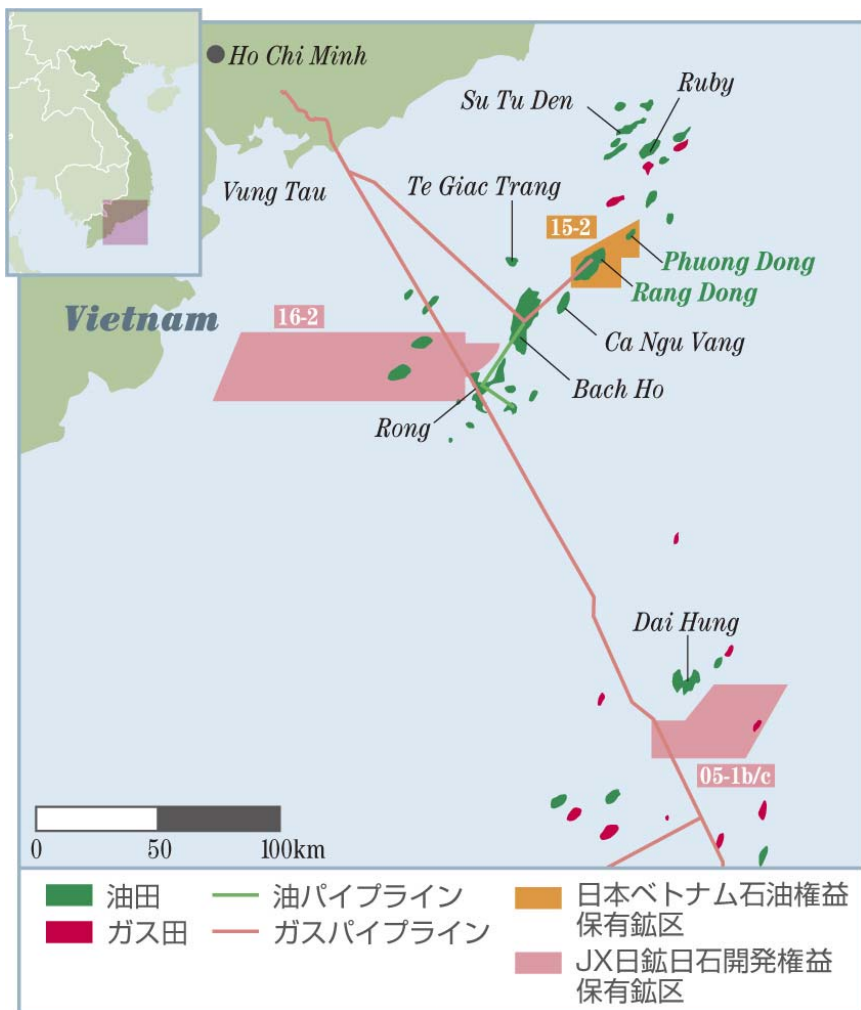 Ho Chi Minh
Su Tu Den
Ruby
Vung Tau
Te Giac Trang
15-2
Phuong Dong
Rang Dong
Vietnam
16-2
Ca Ngu Vang
Bach Ho
Rong
Dai Hung
05-1b/c
0 50 100km
油田
油パイプライン
日本ベトナム石油権益
保有鉱区
ガス田
ガスパイプライン
JX日鉱日石開発権益
保有鉱区